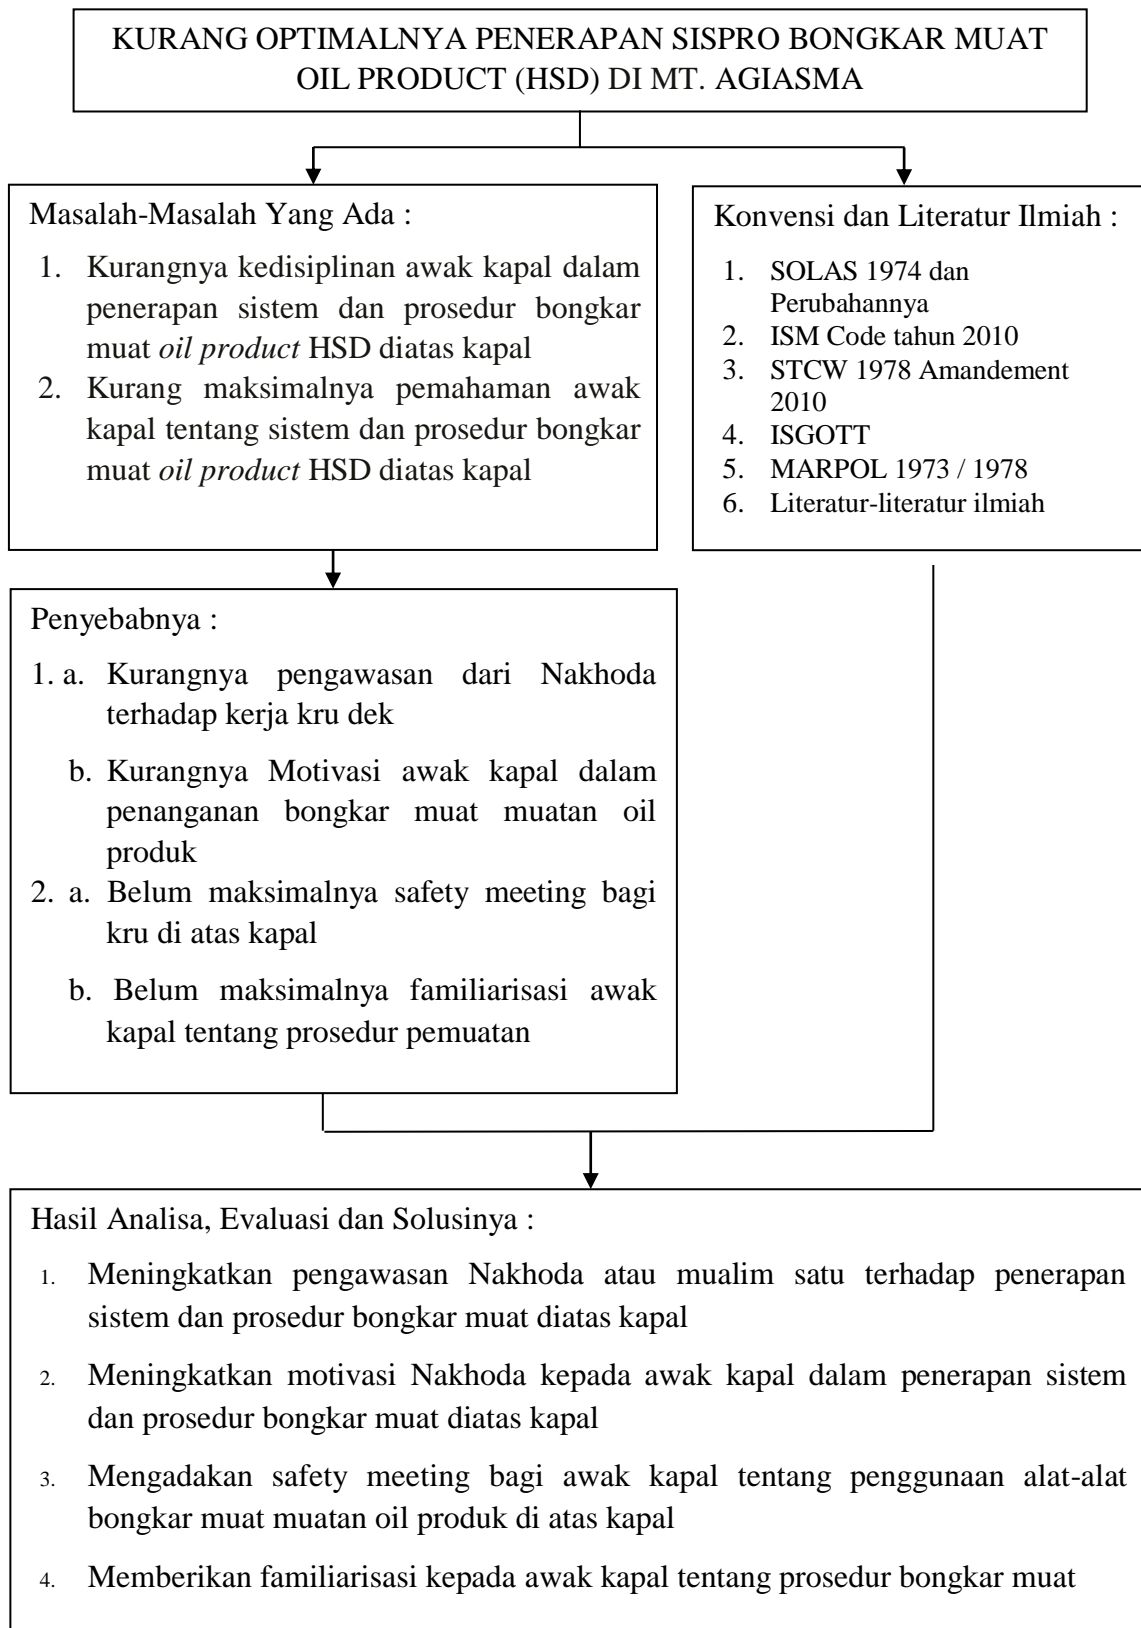 KURANG OPTIMALNYA PENERAPAN SISPRO BONGKAR MUAT
OIL PRODUCT (HSD) DI MT. AGIASMA
Masalah-Masalah Yang Ada :
1. Kurangnya kedisiplinan awak kapal dalam
penerapan sistem dan prosedur bongkar
muat oil product HSD diatas kapal
2. Kurang maksimalnya pemahaman awak
kapal tentang sistem dan prosedur bongkar
muat oil product HSD diatas kapal
Konvensi dan Literatur Ilmiah :
1. SOLAS 1974 dan
Perubahannya
2. ISM Code tahun 2010
3. STCW 1978 Amandement
2010
4. ISGOTT
5. MARPOL 1973 / 1978
6. Literatur-literatur ilmiah
Penyebabnya :
1. a. Kurangnya pengawasan dari Nakhoda
terhadap kerja kru dek
b. Kurangnya Motivasi awak kapal dalam
penanganan bongkar muat muatan oil
produk
2. a. Belum maksimalnya safety meeting bagi
kru di atas kapal
b. Belum maksimalnya familiarisasi awak
kapal tentang prosedur pemuatan
Hasil Analisa, Evaluasi dan Solusinya :
1. Meningkatkan pengawasan Nakhoda atau mualim satu terhadap penerapan
sistem dan prosedur bongkar muat diatas kapal
2. Meningkatkan motivasi Nakhoda kepada awak kapal dalam penerapan sistem
dan prosedur bongkar muat diatas kapal
3. Mengadakan safety meeting bagi awak kapal tentang penggunaan alat-alat
bongkar muat muatan oil produk di atas kapal
4. Memberikan familiarisasi kepada awak kapal tentang prosedur bongkar muat